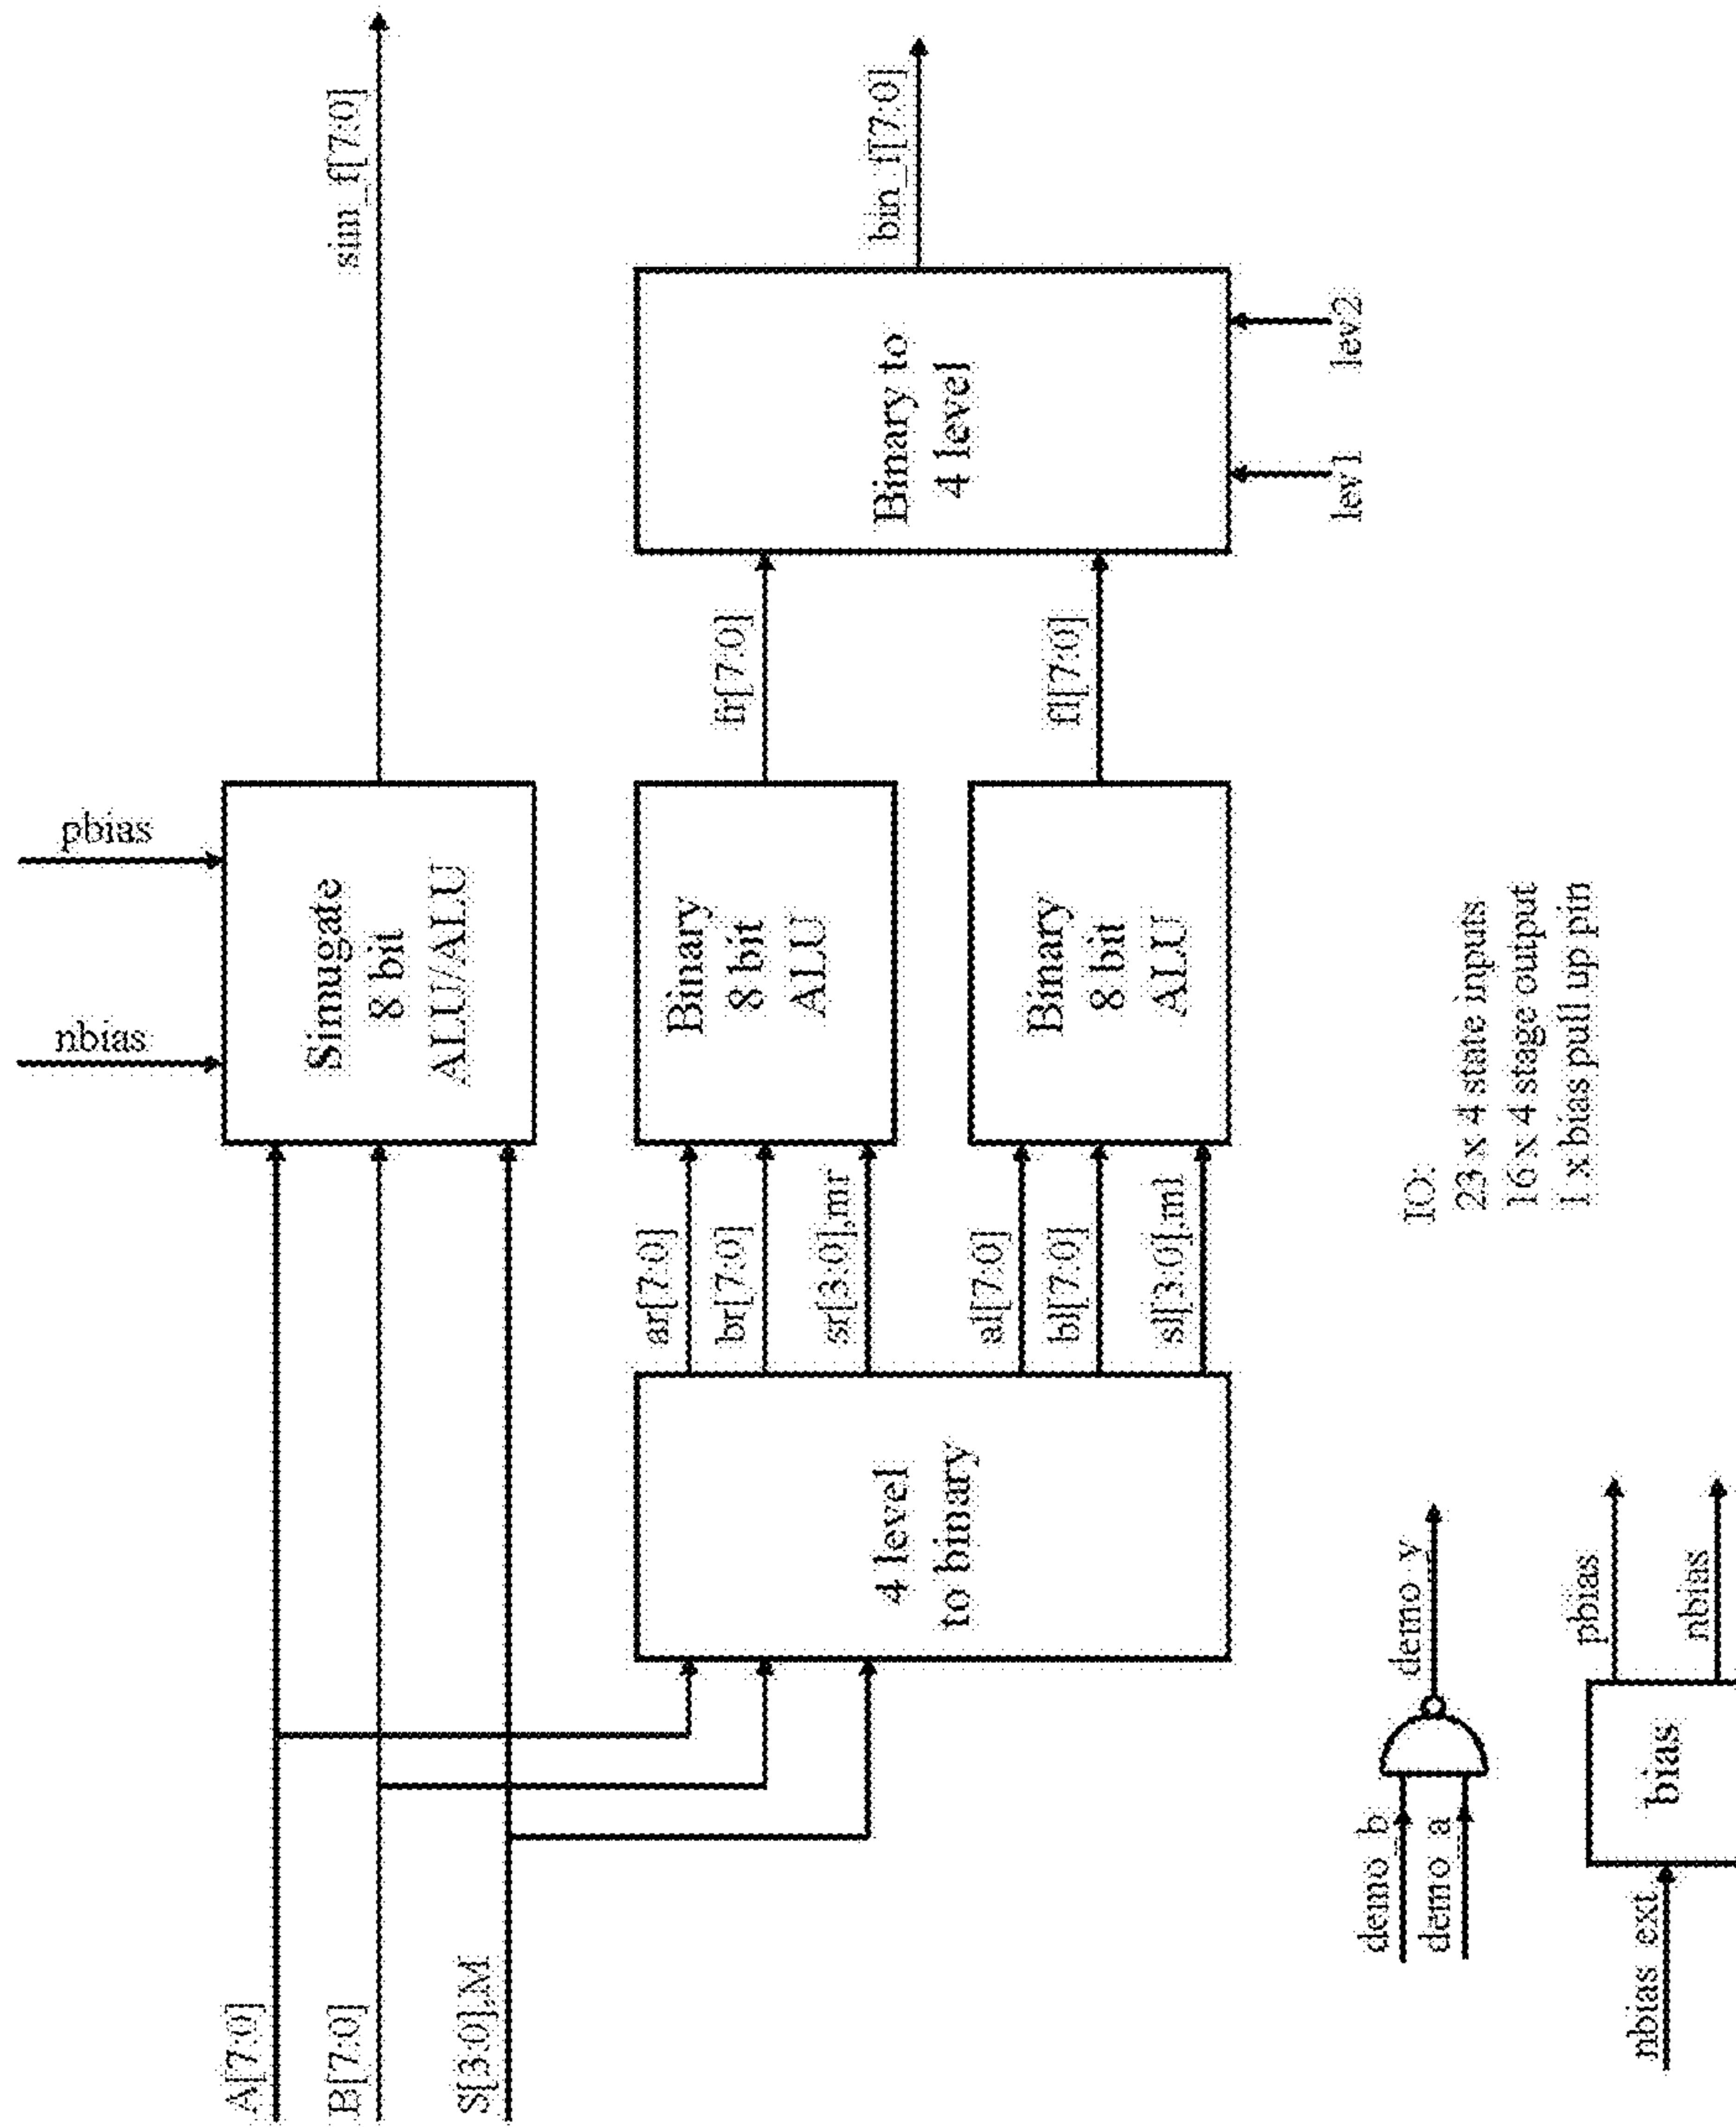 A[7:0]
B[7:0]
S[3:0],M
nbias
pbias
Simugate
8 bit
ALU/ALU
sim_f[7:0]
4 level
to binary
ar[7:0]
br[7:0]
sr[3:0],mr
al[7:0]
bl[7:0]
sl[3:0],ml
Binary
8 bit
ALU
Binary
8 bit
ALU
fr[7:0]
fl[7:0]
Binary to
4 level
bin_f[7:0]
lev1
lev2
demo_b
demo_a
demo_y
nbias_ext
bias
pbias
nbias
IO:
23 x 4 state inputs
16 x 4 stage output
1 x bias pull up pin